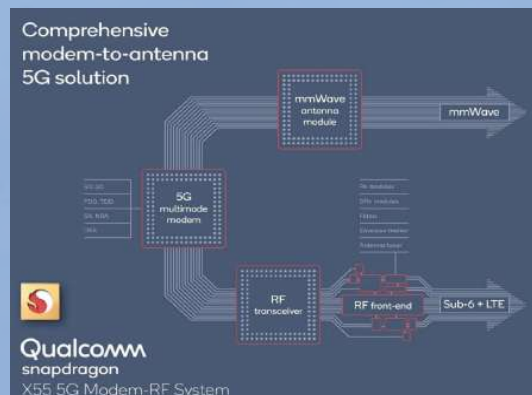 Comprehensive
modem-to-antenna
5G solution
mmWave
antenna
module
mmWave
5G
multimode
modem
Filters
RF
transceiver
RF front-end
Sub-6 + LTE
Qualcomm
snapdragon
X55 5G Modem-RF System